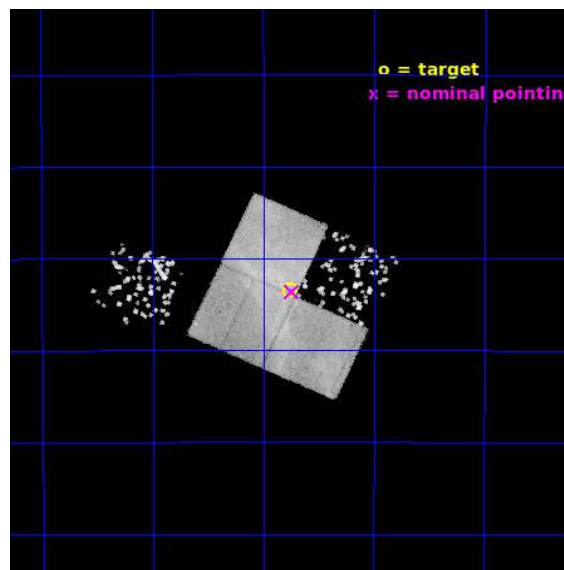 o = target
x = nominal pointin